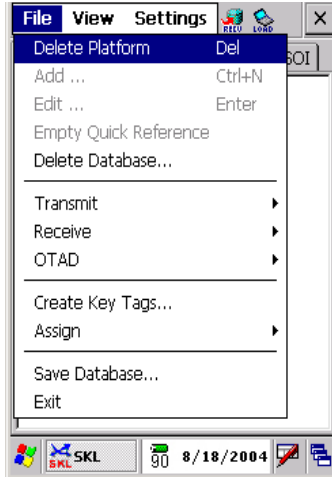 File View Settings RECV LOAD
Delete Platform Del
SOI
Add ... Ctrl+N
Edit ... Enter
Empty Quick Reference
Delete Database...
Transmit
Receive
OTAD
Create Key Tags...
Assign
Save Database...
Exit
SKL SKL 90 8/18/2004